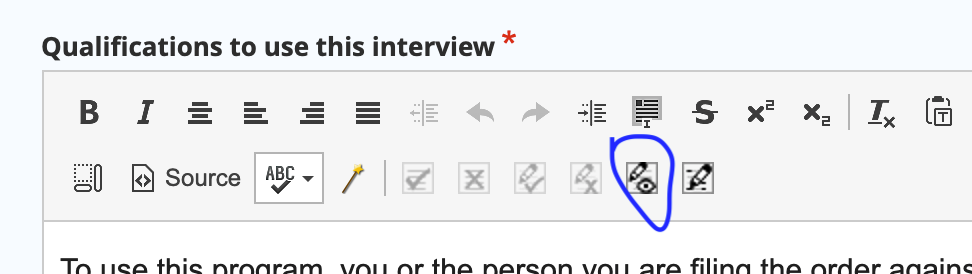 Qualifications to use this interview *
B I S x² x₂ Tx T
Source ABC
To use this program, you or the person you are filing the order agains